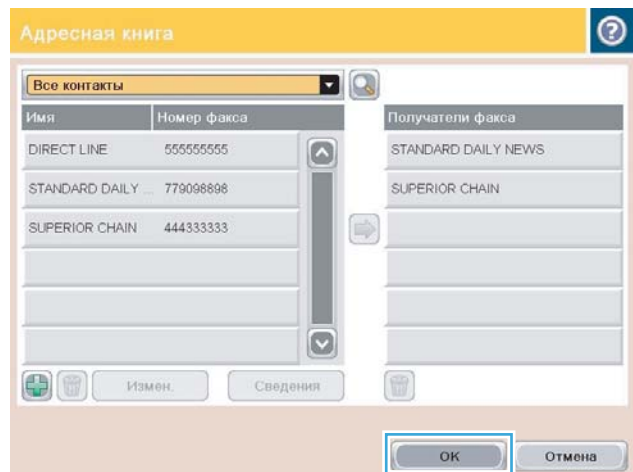 Адресная книга
Все контакты
Имя Номер факса Получатели факса
DIRECT LINE 555555555 STANDARD DAILY NEWS
STANDARD DAILY ... 779098898 SUPERIOR CHAIN
SUPERIOR CHAIN 444333333
Измен. Сведения
OK Отмена